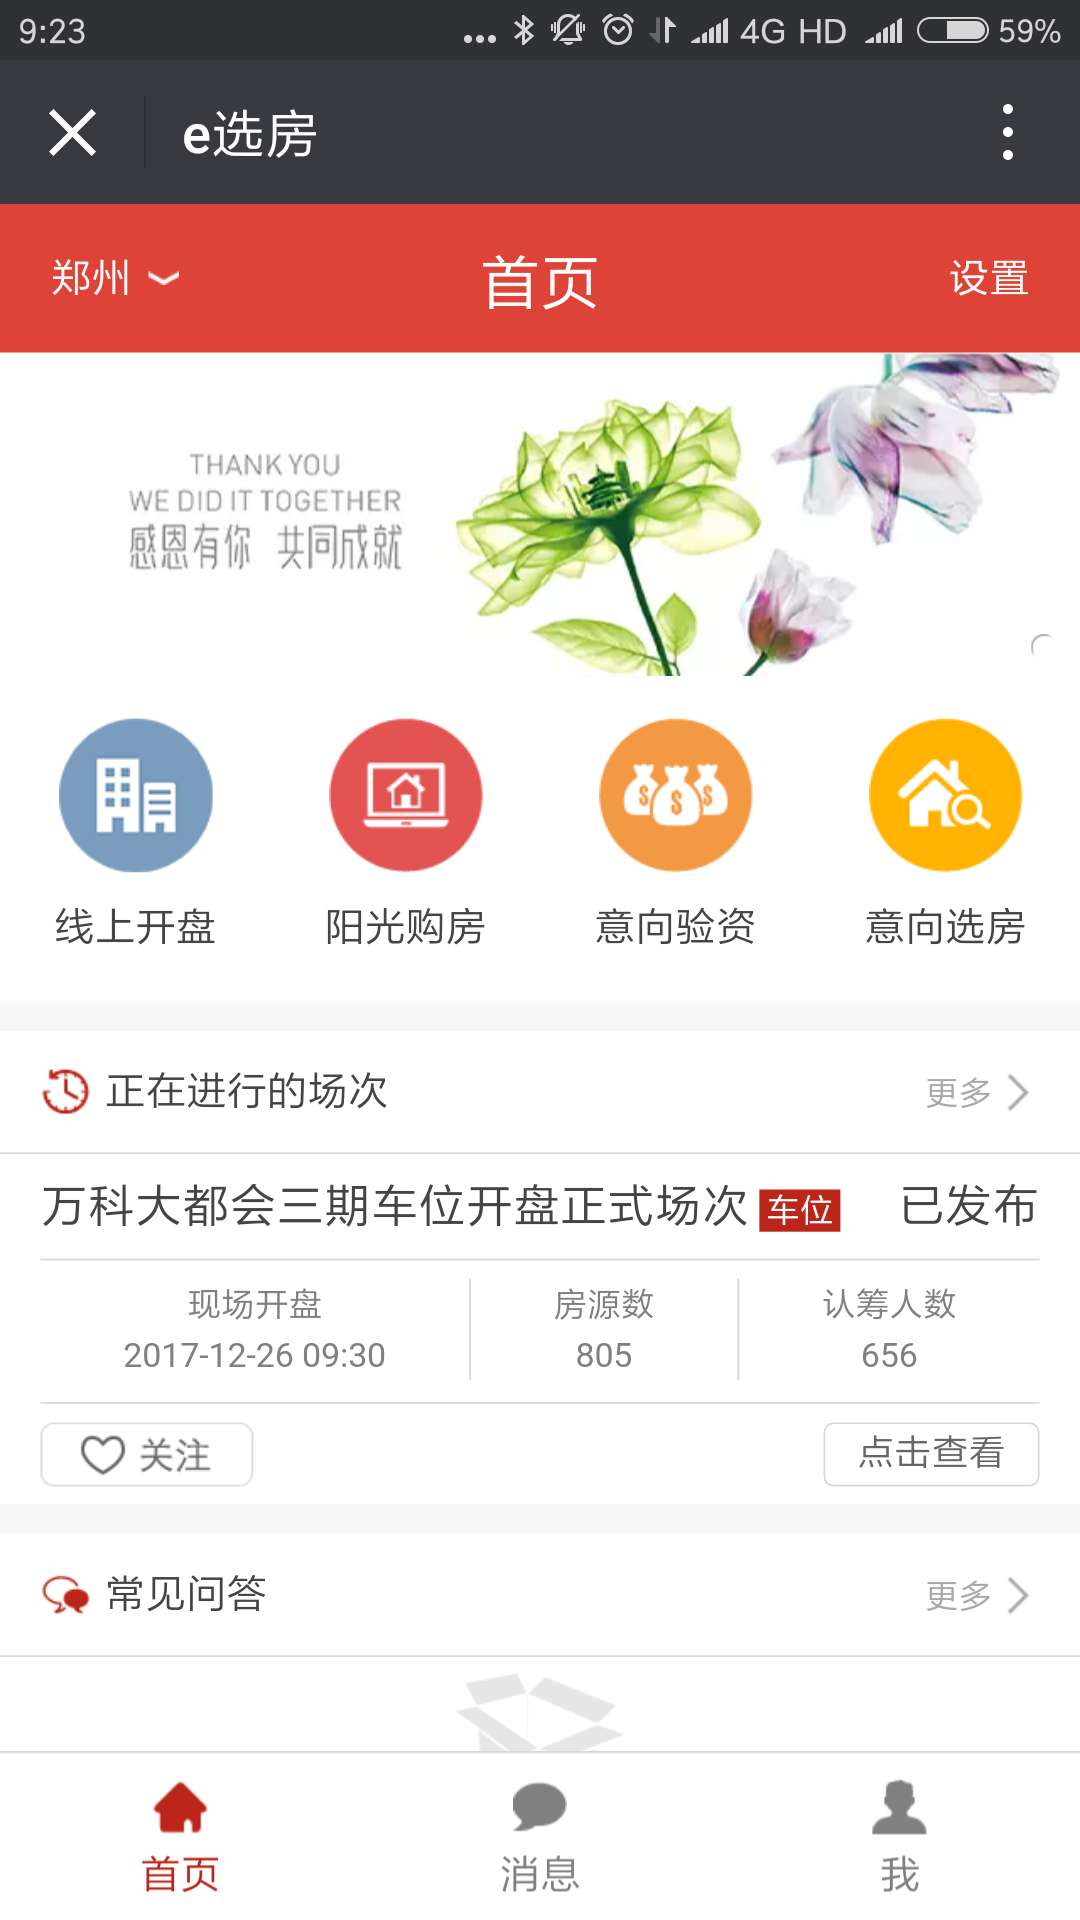 9:23
4G HD
59%
e选房
郑州
首页
设置
THANK YOU
WE DID IT TOGETHER
感恩有你 共同成就
线上开盘
阳光购房
意向验资
意向选房
正在进行的场次
更多
万科大都会三期车位开盘正式场次
车位
已发布
现场开盘
房源数
认筹人数
2017-12-26 09:30
805
656
关注
点击查看
常见问答
更多
首页
消息
我